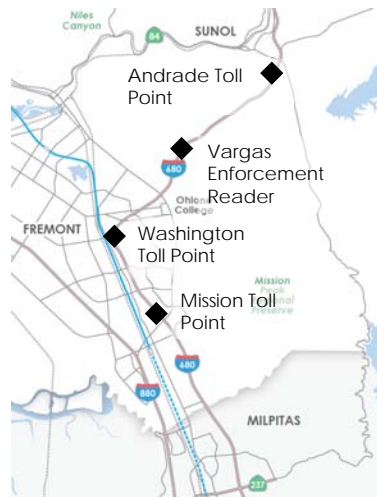 Niles
Canyon
84
SUNOL
Andrade Toll
Point
Vargas
Enforcement
Reader
680
College
FREMONT
Washington
Toll Point
Mission
Peak
Preserve
Mission Toll
Point
680
880
MILPITAS
237